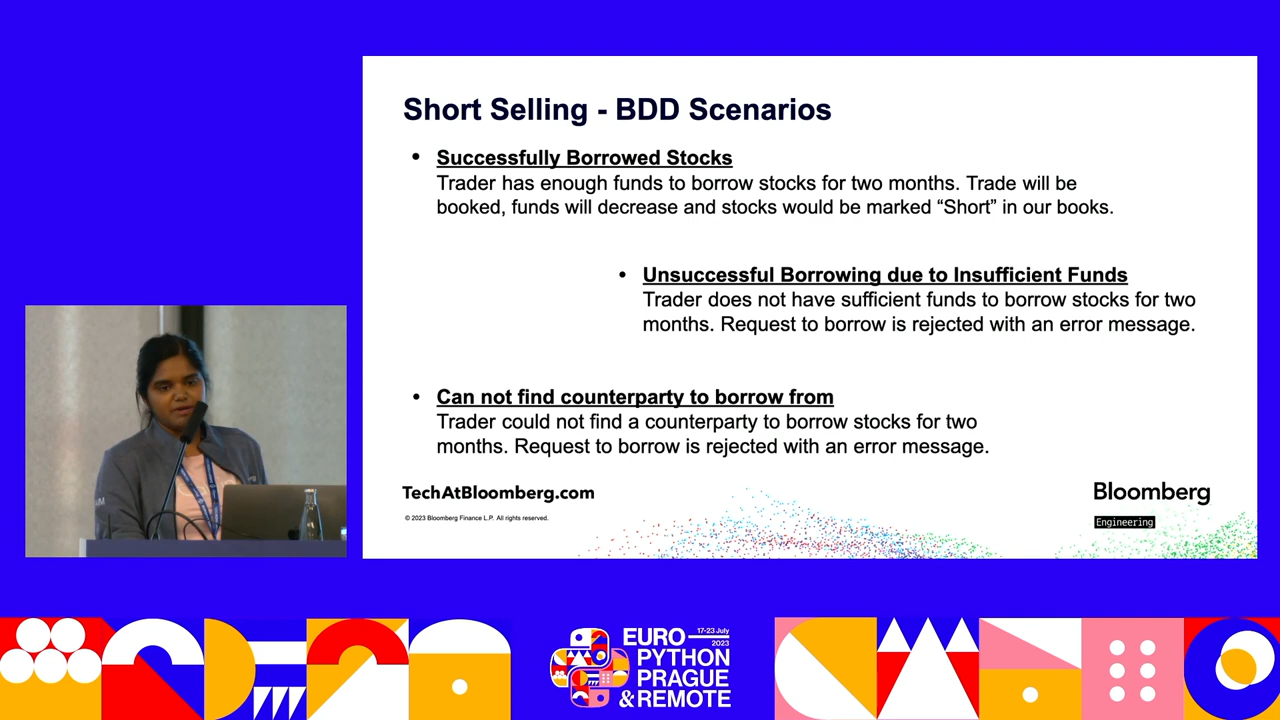 Short Selling - BDD Scenarios
• Successfully Borrowed Stocks
Trader has enough funds to borrow stocks for two months. Trade will be
booked, funds will decrease and stocks would be marked “Short” in our books.
• Unsuccessful Borrowing due to Insufficient Funds
Trader does not have sufficient funds to borrow stocks for two
months. Request to borrow is rejected with an error message.
• Can not find counterparty to borrow from
Trader could not find a counterparty to borrow stocks for two
months. Request to borrow is rejected with an error message.
TechAtBloomberg.com
© 2023 Bloomberg Finance L.P. All rights reserved.
Bloomberg
Engineering
EURO
17-23 July
2023
PYTHON
PRAGUE
& REMOTE